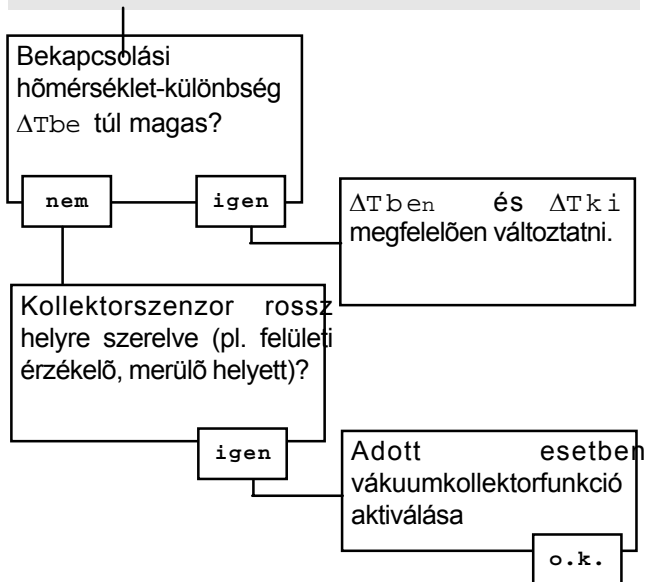 Bekapcsolási
hõmérséklet-különbség
ΔTbe túl magas?
nem
igen
ΔTben és ΔTki
megfelelõen változtatni.
Kollektorszenzor rossz
helyre szerelve (pl. felületi
érzékelõ, merülõ helyett)?
igen
Adott esetben
vákuumkollektorfunkció
aktiválása
o.k.